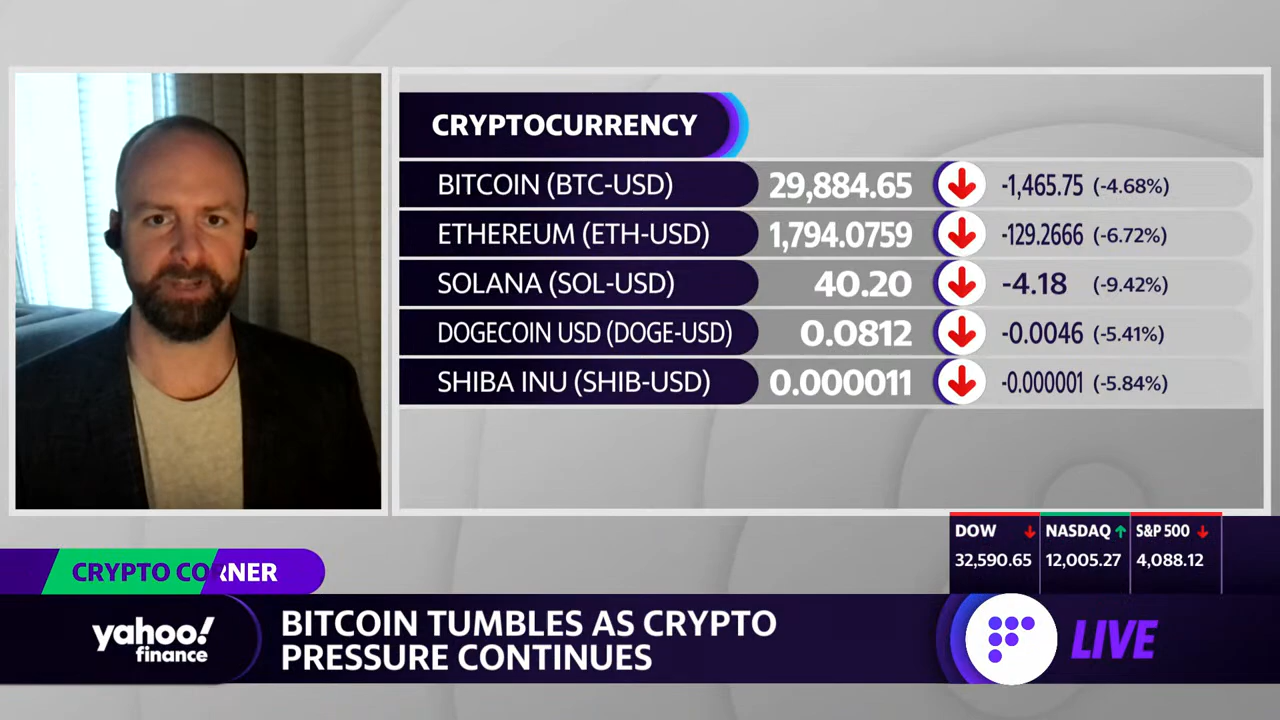 CRYPTOCURRENCY
BITCOIN (BTC-USD) 29,884.65 -1,465.75 (-4.68%)
ETHEREUM (ETH-USD) 1,794.0759 -129.2666 (-6.72%)
SOLANA (SOL-USD) 40.20 -4.18 (-9.42%)
DOGECOIN USD (DOGE-USD) 0.0812 -0.0046 (-5.41%)
SHIBA INU (SHIB-USD) 0.000011 -0.000001 (-5.84%)
DOW NASDAQ S&P 500
32,590.65 12,005.27 4,088.12
CRYPTO CORNER
yahoo!
finance
BITCOIN TUMBLES AS CRYPTO
PRESSURE CONTINUES
LIVE